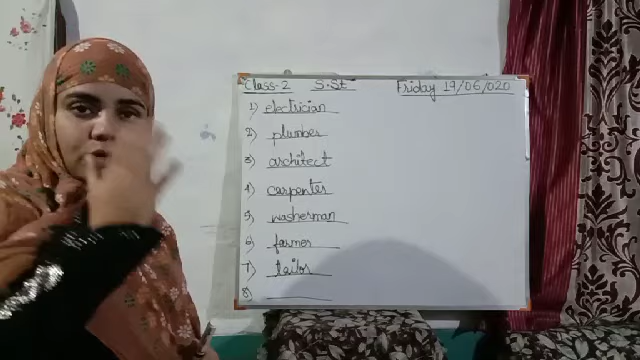 Class-2 S.St Friday 19/06/020
1) electrician
2) plumber
3) architect
4) carpenter
5) washerman
6) farmer
7) tailor
8)